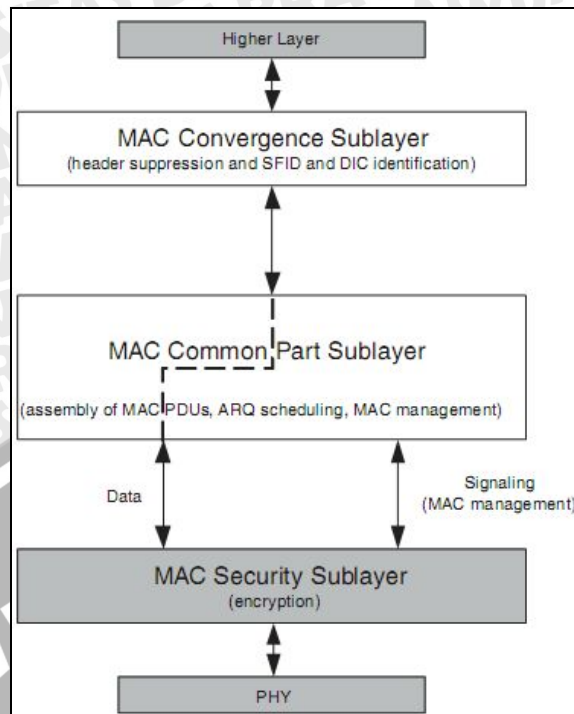 Higher Layer
MAC Convergence Sublayer
(header suppression and SFID and DIC identification)
MAC Common Part Sublayer
(assembly of MAC PDUs, ARQ scheduling, MAC management)
Data
Signaling
(MAC management)
MAC Security Sublayer
(encryption)
PHY